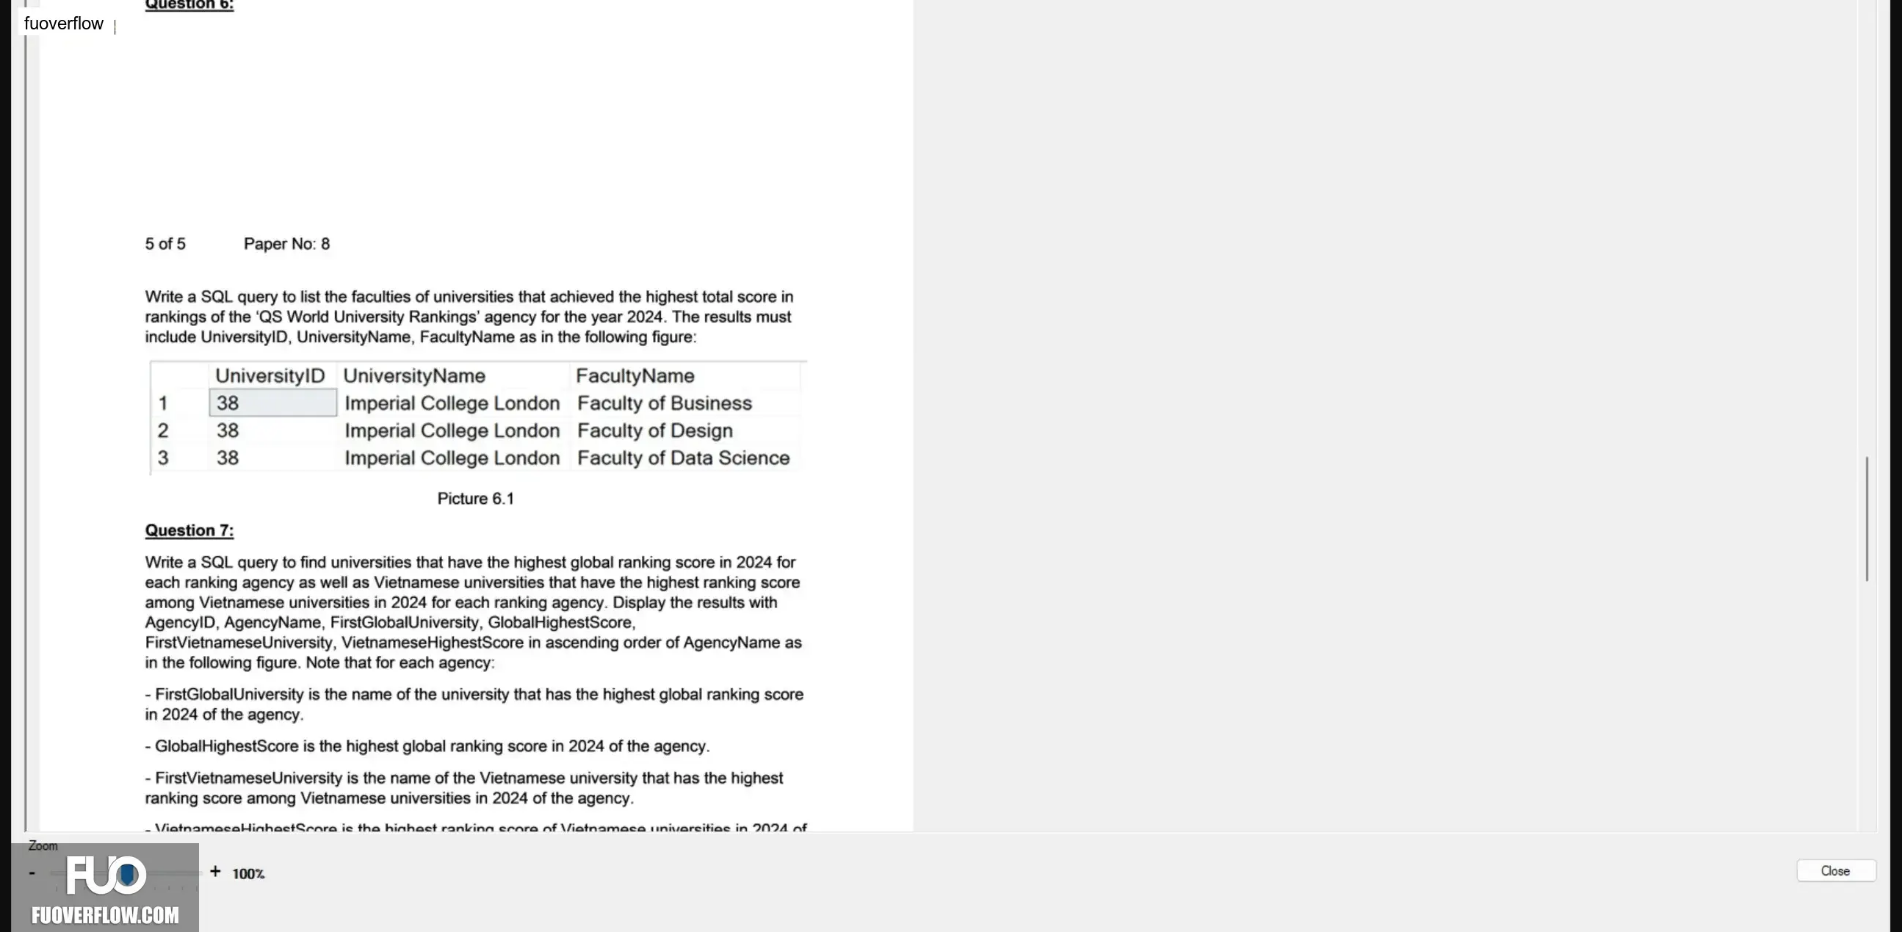 Question 6:
fuoverflow
5 of 5 Paper No: 8
Write a SQL query to list the faculties of universities that achieved the highest total score in
rankings of the 'QS World University Rankings' agency for the year 2024. The results must
include UniversityID, UniversityName, FacultyName as in the following figure:
UniversityID UniversityName FacultyName
1 38 Imperial College London Faculty of Business
2 38 Imperial College London Faculty of Design
3 38 Imperial College London Faculty of Data Science
Picture 6.1
Question 7:
Write a SQL query to find universities that have the highest global ranking score in 2024 for
each ranking agency as well as Vietnamese universities that have the highest ranking score
among Vietnamese universities in 2024 for each ranking agency. Display the results with
AgencyID, AgencyName, FirstGlobalUniversity, GlobalHighestScore,
FirstVietnameseUniversity, VietnameseHighestScore in ascending order of AgencyName as
in the following figure. Note that for each agency:
- FirstGlobalUniversity is the name of the university that has the highest global ranking score
in 2024 of the agency.
- GlobalHighestScore is the highest global ranking score in 2024 of the agency.
- FirstVietnameseUniversity is the name of the Vietnamese university that has the highest
ranking score among Vietnamese universities in 2024 of the agency.
- VietnameseHighestScore is the highest ranking score of Vietnamese universities in 2024 of
Zoom
- + 100%
Close
FUO
FUOVERFLOW.COM